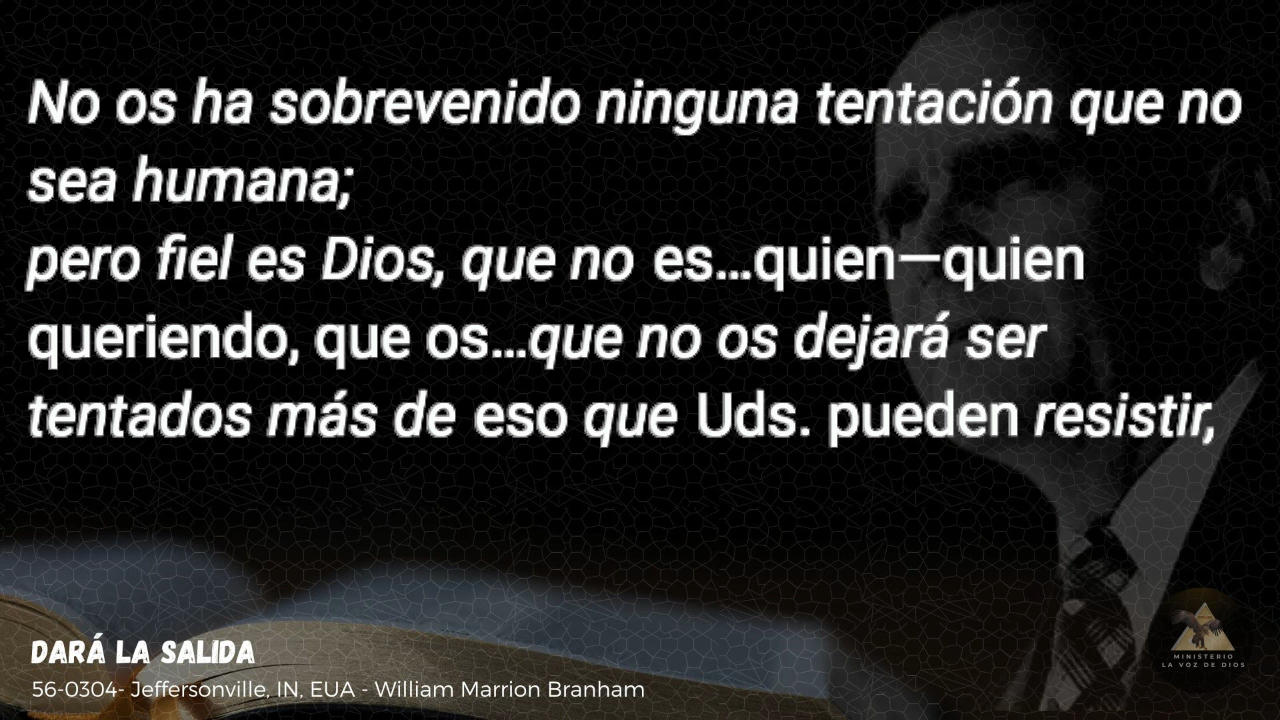 No os ha sobrevenido ninguna tentación que no
sea humana;
pero fiel es Dios, que no es...quien—quien
queriendo, que os...que no os dejará ser
tentados más de eso que Uds. pueden resistir,
DARÁ LA SALIDA
56-0304- Jeffersonville, IN, EUA - William Marrion Branham
MINISTERIO
LA VOZ DE DIOS